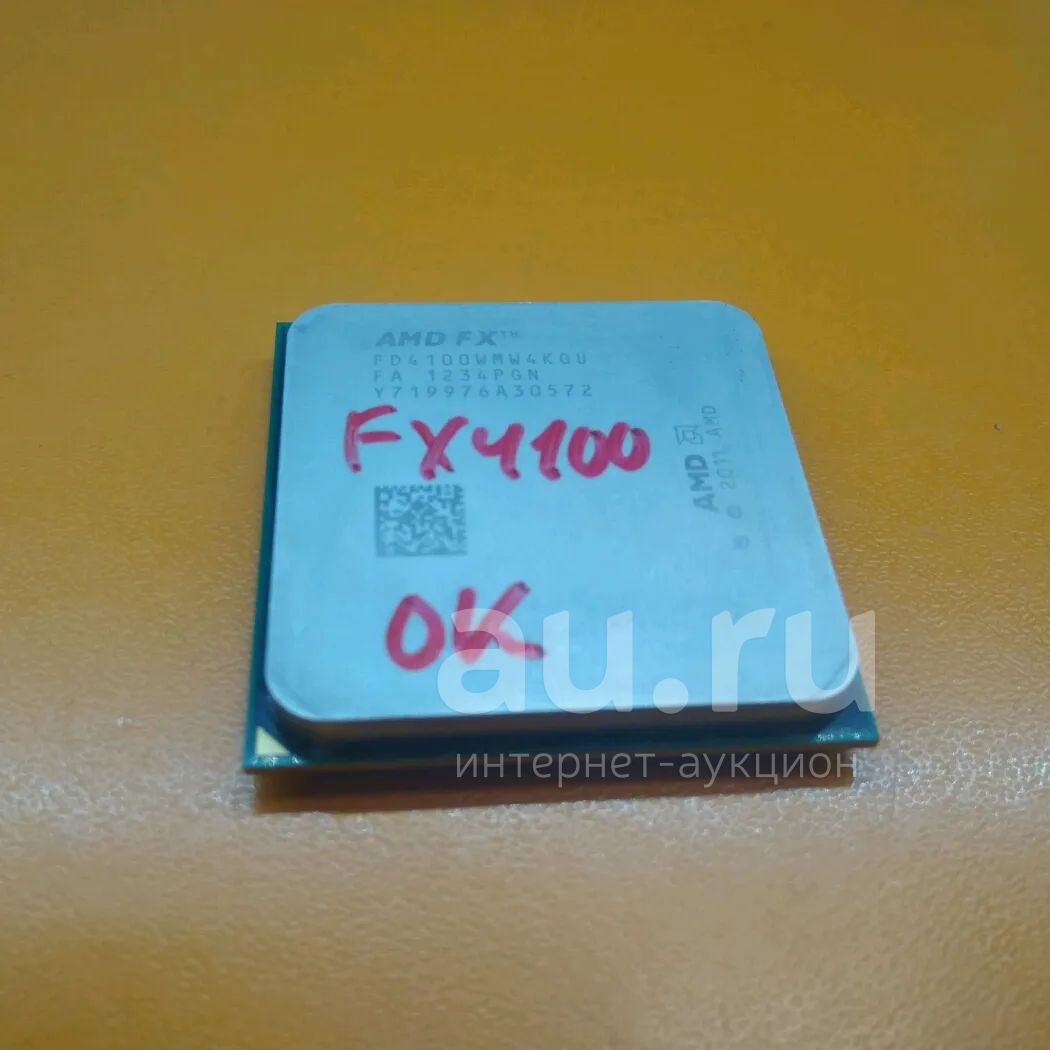 AMD FX™
FD4100WMW4KGU
FA 1234PGN
Y719976A30572
FX4100
OK
AMD
© 2011 AMD
au.ru
интернет-аукцион